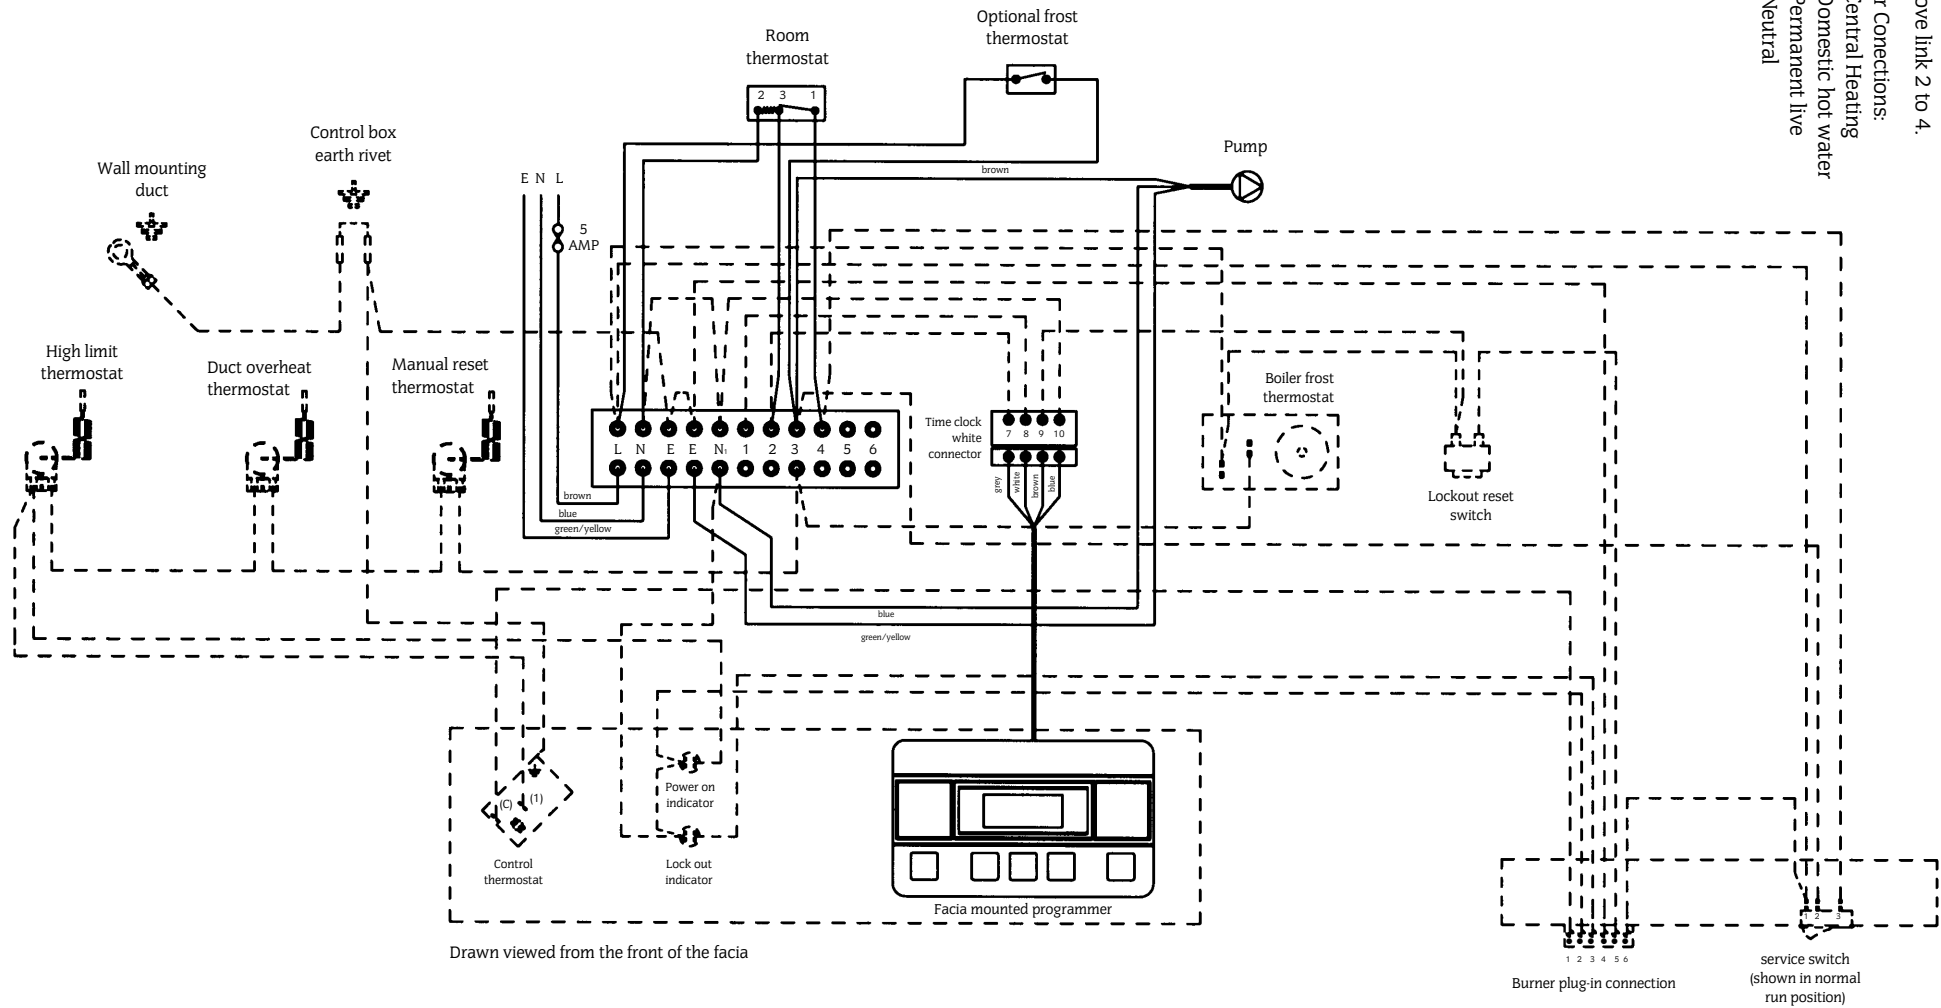 Optional frost
thermostat
Room
thermostat
2 3 1
Control box
earth rivet
Wall mounting
duct
Pump
brown
E N L
5
AMP
ove link 2 to 4.
r Conections:
Central Heating
Domestic hot water
Permanent live
Neutral
High limit
thermostat
Duct overheat
thermostat
Manual reset
thermostat
Boiler frost
thermostat
Time clock
white
connector
7 8 9 10
L N E E N1 1 2 3 4 5 6
grey
white
brown
blue
brown
blue
green/yellow
Lockout reset
switch
blue
green/yellow
(C) (1)
Power on
indicator
Control
thermostat
Lock out
indicator
Facia mounted programmer
Drawn viewed from the front of the facia
1 2 3
1 2 3 4 5 6
Burner plug-in connection
service switch
(shown in normal
run position)